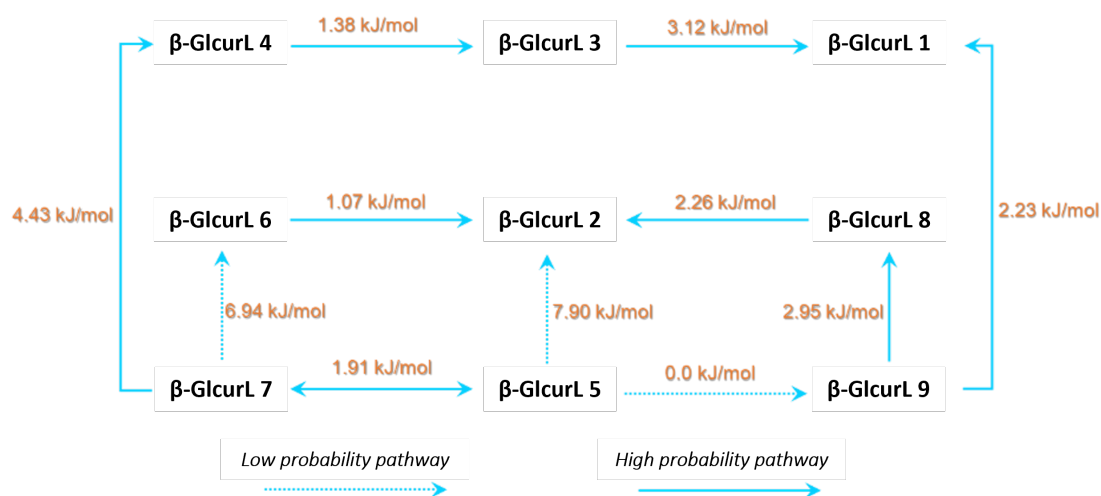 1.38 kJ/mol
3.12 kJ/mol
β-GlcurL 4
β-GlcurL 3
β-GlcurL 1
4.43 kJ/mol
1.07 kJ/mol
2.26 kJ/mol
2.23 kJ/mol
β-GlcurL 6
β-GlcurL 2
β-GlcurL 8
6.94 kJ/mol
7.90 kJ/mol
2.95 kJ/mol
1.91 kJ/mol
0.0 kJ/mol
β-GlcurL 7
β-GlcurL 5
β-GlcurL 9
Low probability pathway
High probability pathway